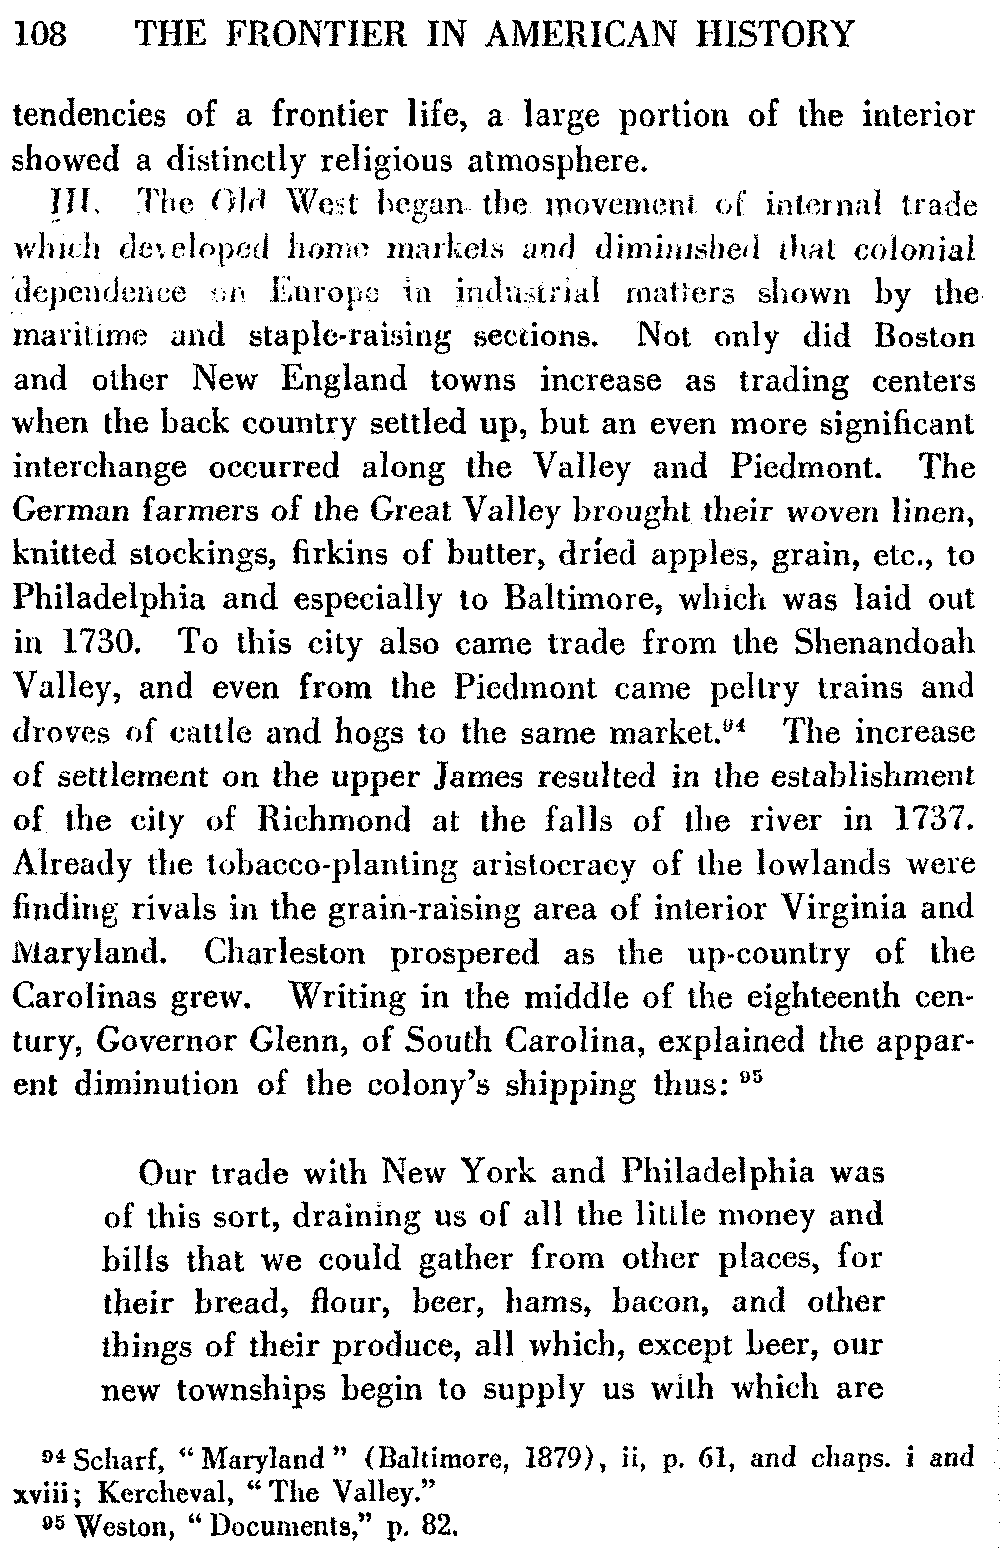 108 THE FRONTIER IN AMERICAN HISTORY
tendencies of a frontier life, a large portion of the interior
showed a distinctly religious atmosphere.
III. The Old West began the movement of internal trade
which developed home markets and diminished that colonial
dependence on Europe in industrial matters shown by the
maritime and staple-raising sections. Not only did Boston
and other New England towns increase as trading centers
when the back country settled up, but an even more significant
interchange occurred along the Valley and Piedmont. The
German farmers of the Great Valley brought their woven linen,
knitted stockings, firkins of butter, dried apples, grain, etc., to
Philadelphia and especially to Baltimore, which was laid out
in 1730. To this city also came trade from the Shenandoah
Valley, and even from the Piedmont came peltry trains and
droves of cattle and hogs to the same market.⁹⁴ The increase
of settlement on the upper James resulted in the establishment
of the city of Richmond at the falls of the river in 1737.
Already the tobacco-planting aristocracy of the lowlands were
finding rivals in the grain-raising area of interior Virginia and
Maryland. Charleston prospered as the up-country of the
Carolinas grew. Writing in the middle of the eighteenth cen-
tury, Governor Glenn, of South Carolina, explained the appar-
ent diminution of the colony's shipping thus: ⁹⁵
Our trade with New York and Philadelphia was
of this sort, draining us of all the little money and
bills that we could gather from other places, for
their bread, flour, beer, hams, bacon, and other
things of their produce, all which, except beer, our
new townships begin to supply us with which are
⁹⁴ Scharf, "Maryland" (Baltimore, 1879), ii, p. 61, and chaps. i and
xviii; Kercheval, "The Valley."
⁹⁵ Weston, "Documents," p. 82.